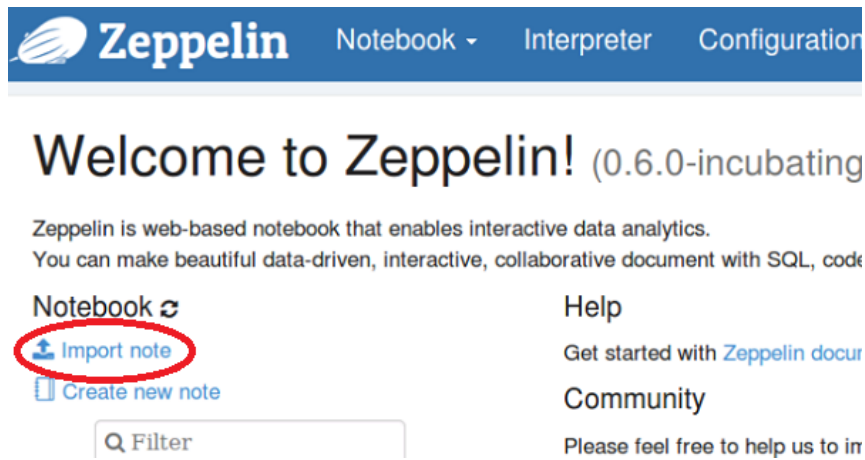 Zeppelin Notebook Interpreter Configuration
Welcome to Zeppelin! (0.6.0-incubating
Zeppelin is web-based notebook that enables interactive data analytics.
You can make beautiful data-driven, interactive, collaborative document with SQL, code
Notebook
Import note
Create new note
Filter
Help
Get started with Zeppelin docu
Community
Please feel free to help us to im